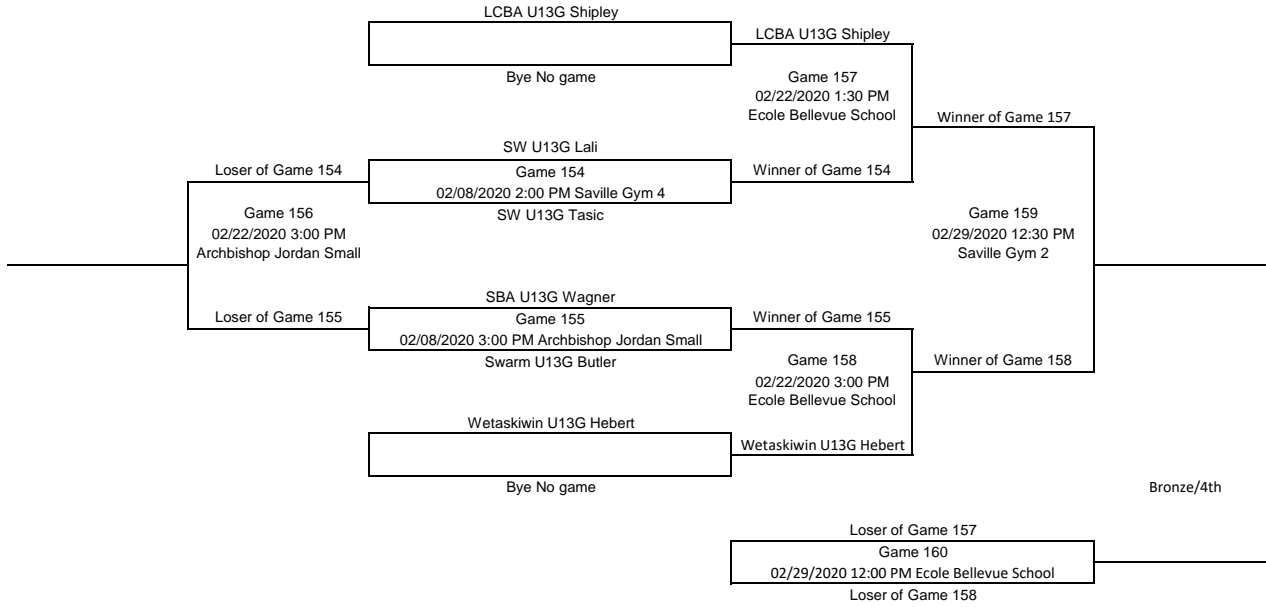 LCBA U13G Shipley
LCBA U13G Shipley
Bye No game
Game 157
02/22/2020 1:30 PM
Ecole Bellevue School
Winner of Game 157
SW U13G Lali
Loser of Game 154
Game 154
Winner of Game 154
02/08/2020 2:00 PM Saville Gym 4
Game 156
SW U13G Tasic
Game 159
02/22/2020 3:00 PM
02/29/2020 12:30 PM
Archbishop Jordan Small
Saville Gym 2
SBA U13G Wagner
Loser of Game 155
Game 155
Winner of Game 155
02/08/2020 3:00 PM Archbishop Jordan Small
Swarm U13G Butler
Game 158
Winner of Game 158
02/22/2020 3:00 PM
Ecole Bellevue School
Wetaskiwin U13G Hebert
Wetaskiwin U13G Hebert
Bye No game
Bronze/4th
Loser of Game 157
Game 160
02/29/2020 12:00 PM Ecole Bellevue School
Loser of Game 158